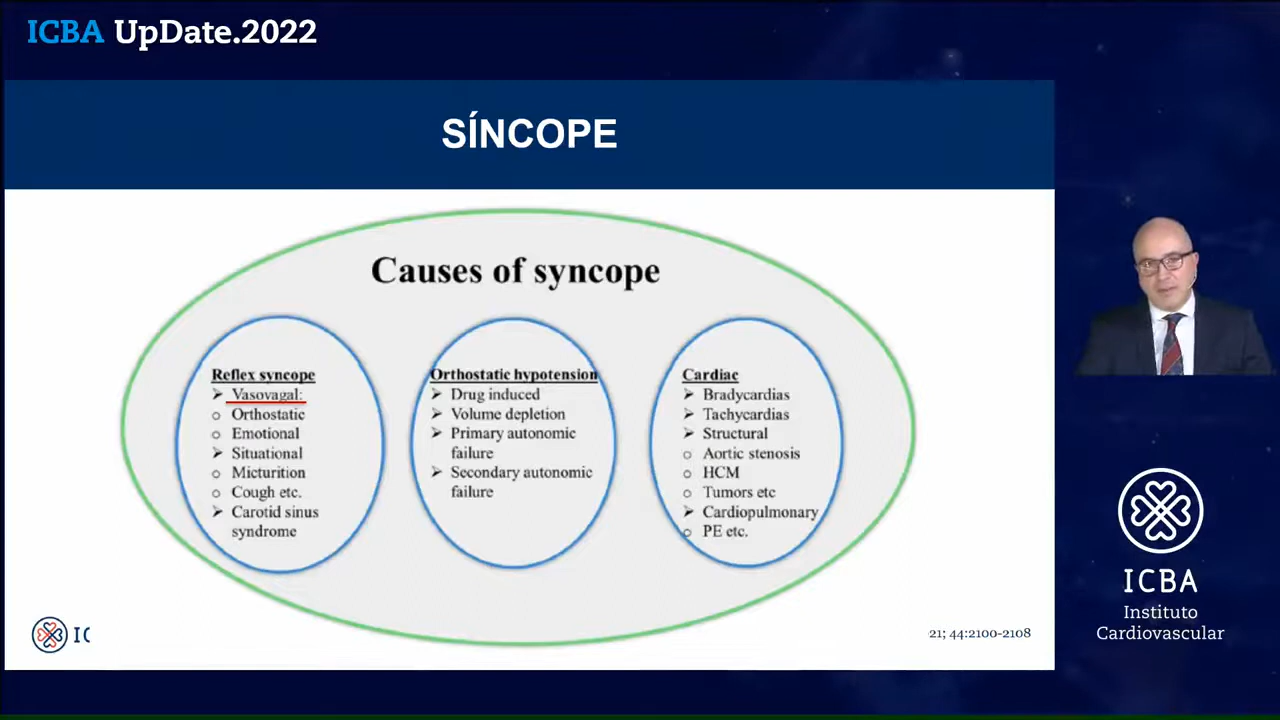 ICBA UpDate.2022
SÍNCOPE
Causes of syncope
Reflex syncope
➤ Vasovagal:
o Orthostatic
o Emotional
➤ Situational
o Micturition
o Cough etc.
➤ Carotid sinus
syndrome
Orthostatic hypotension
➤ Drug induced
➤ Volume depletion
➤ Primary autonomic
failure
➤ Secondary autonomic
failure
Cardiac
➤ Bradycardias
➤ Tachycardias
➤ Structural
o Aortic stenosis
o HCM
o Tumors etc
➤ Cardiopulmonary
o PE etc.
IC
21; 44:2100-2108
ICBA
Instituto
Cardiovascular